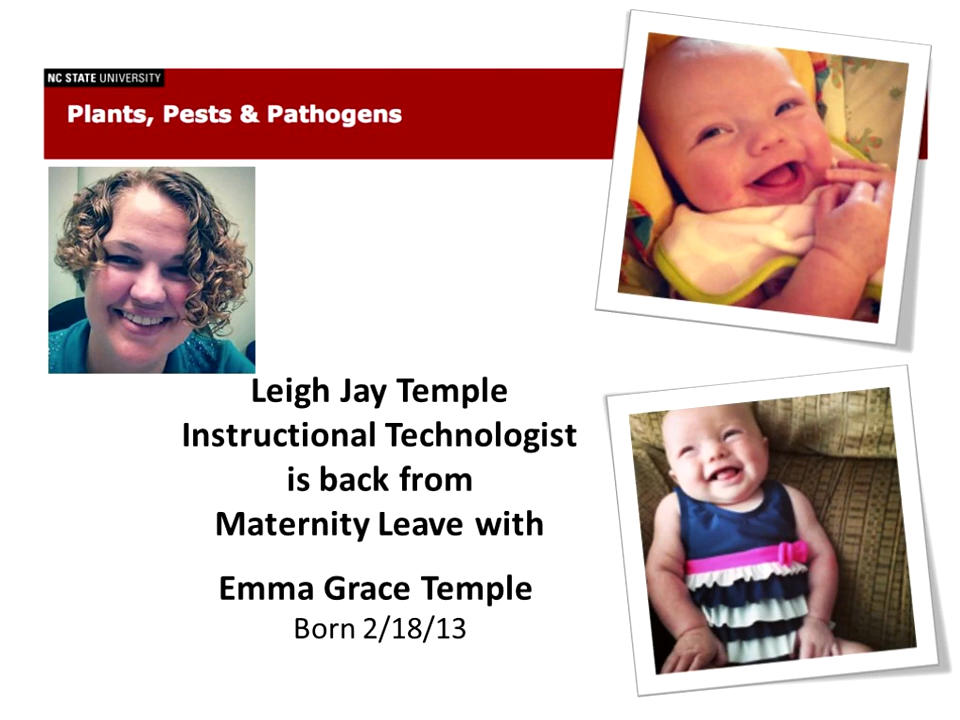 NC STATE UNIVERSITY
Plants, Pests & Pathogens
Leigh Jay Temple
Instructional Technologist
is back from
Maternity Leave with
Emma Grace Temple
Born 2/18/13